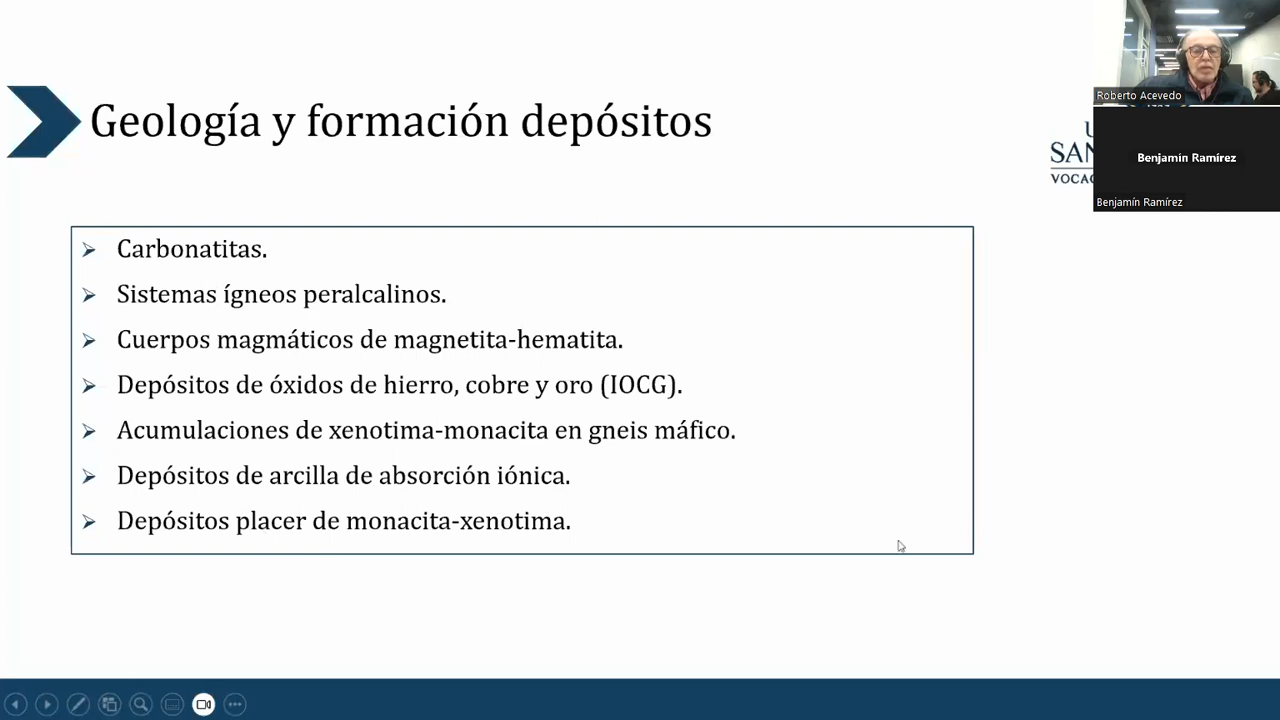 Geología y formación depósitos
Carbonatitas.
Sistemas ígneos peralcalinos.
Cuerpos magmáticos de magnetita-hematita.
Depósitos de óxidos de hierro, cobre y oro (IOCG).
Acumulaciones de xenotima-monacita en gneis máfico.
Depósitos de arcilla de absorción iónica.
Depósitos placer de monacita-xenotima.
Roberto Acevedo
Benjamín Ramírez
Benjamín Ramírez